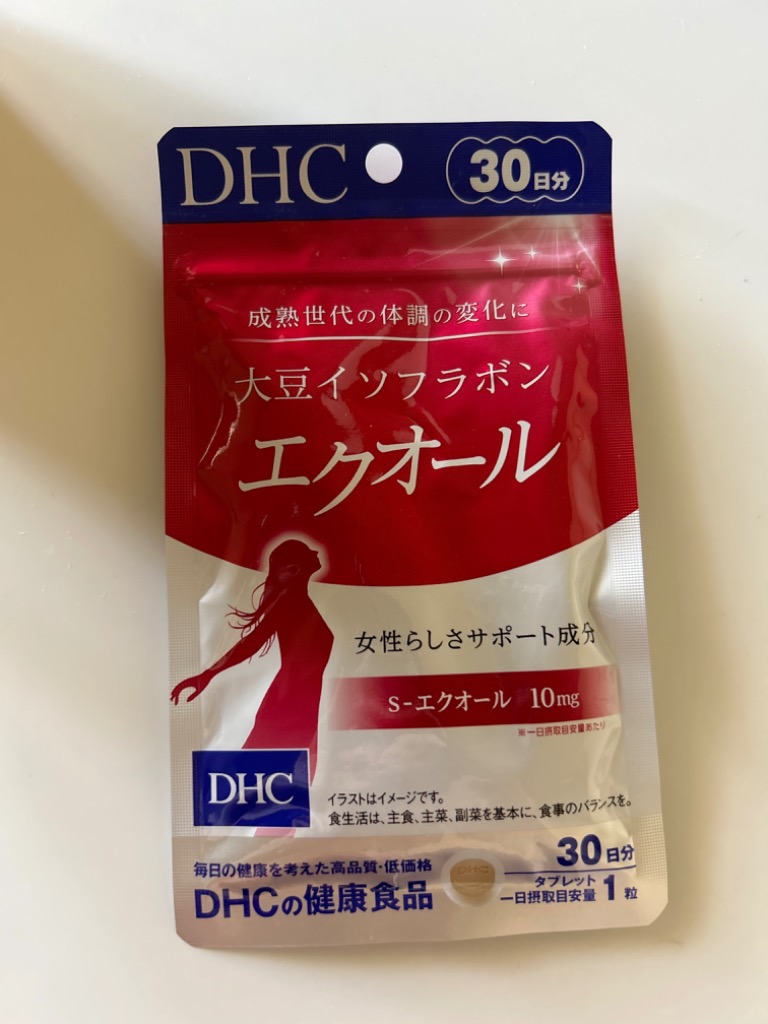 DHC
30日分
成熟世代の体調の変化に
大豆イソフラボン
エクオール
女性らしさサポート成分
S-エクオール 10mg
※一日摂取目安量あたり
DHC
イラストはイメージです。
食生活は、主食、主菜、副菜を基本に、食事のバランスを。
毎日の健康を考えた高品質・低価格
DHCの健康食品
DHC
30日分
タブレット
一日摂取目安量 1粒